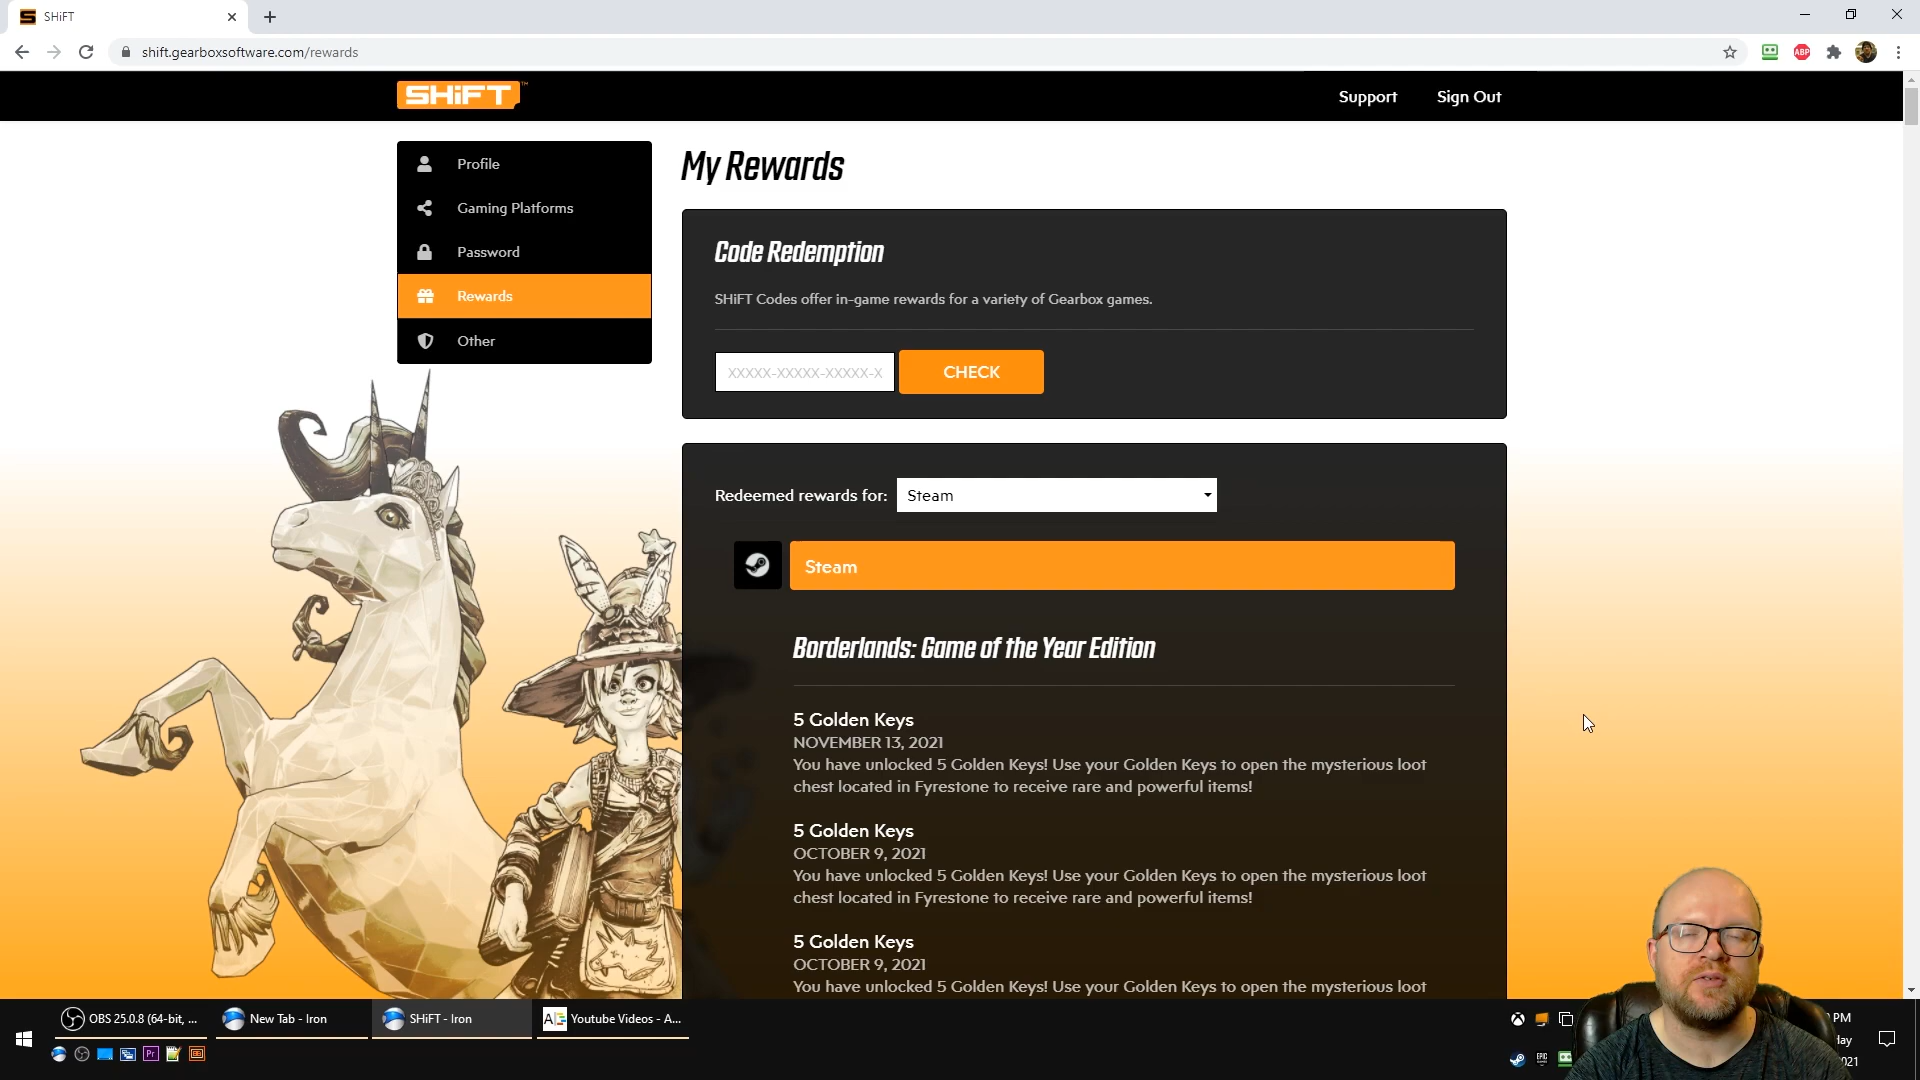 SHiFT
shift.gearboxsoftware.com/rewards
ABP
SHiFT™
Support
Sign Out
Profile
Gaming Platforms
Password
Rewards
Other
My Rewards
Code Redemption
SHiFT Codes offer in-game rewards for a variety of Gearbox games.
XXXXX-XXXXX-XXXXX-X
CHECK
Redeemed rewards for:
Steam
Steam
Borderlands: Game of the Year Edition
5 Golden Keys
NOVEMBER 13, 2021
You have unlocked 5 Golden Keys! Use your Golden Keys to open the mysterious loot
chest located in Fyrestone to receive rare and powerful items!
5 Golden Keys
OCTOBER 9, 2021
You have unlocked 5 Golden Keys! Use your Golden Keys to open the mysterious loot
chest located in Fyrestone to receive rare and powerful items!
5 Golden Keys
OCTOBER 9, 2021
You have unlocked 5 Golden Keys! Use your Golden Keys to open the mysterious loot
OBS 25.0.8 (64-bit, ...
New Tab - Iron
SHiFT - Iron
Youtube Videos - A...
Pr
EPIC
PM